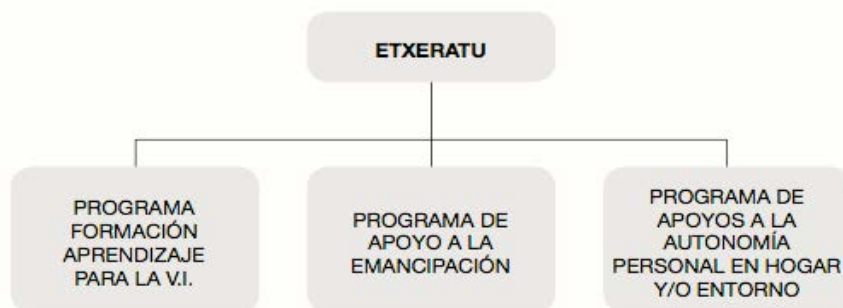 ETXERATU
PROGRAMA
FORMACIÓN
APRENDIZAJE
PARA LA V.I.
PROGRAMA DE
APOYO A LA
EMANCIPACIÓN
PROGRAMA DE
APOYOS A LA
AUTONOMÍA
PERSONAL EN HOGAR
Y/O ENTORNO